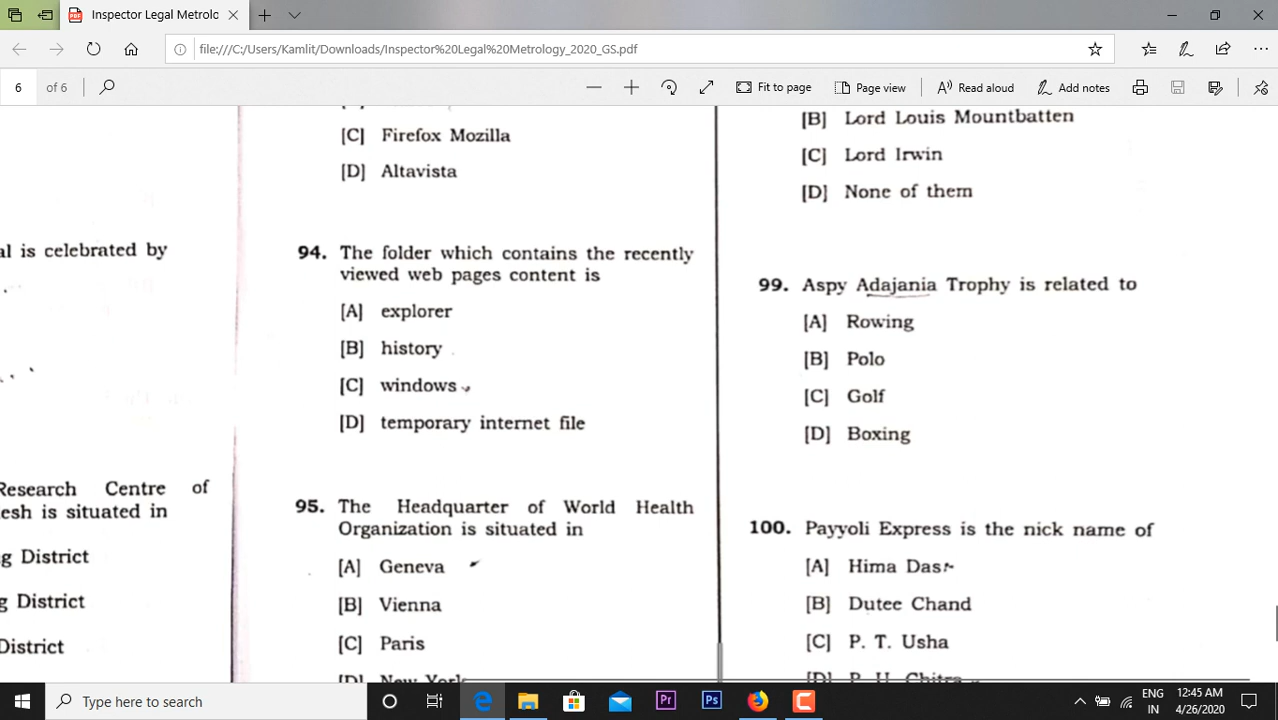 Inspector Legal Metrolo
file:///C:/Users/Kamlit/Downloads/Inspector%20Legal%20Metrology_2020_GS.pdf
6 of 6
Fit to page
Page view
Read aloud
Add notes
al is celebrated by
Research Centre of
esh is situated in
g District
g District
District
[C] Firefox Mozilla
[D] Altavista
94. The folder which contains the recently
viewed web pages content is
[A] explorer
[B] history
[C] windows
[D] temporary internet file
95. The Headquarter of World Health
Organization is situated in
[A] Geneva
[B] Vienna
[C] Paris
[D] New York
[B] Lord Louis Mountbatten
[C] Lord Irwin
[D] None of them
99. Aspy Adajania Trophy is related to
[A] Rowing
[B] Polo
[C] Golf
[D] Boxing
100. Payyoli Express is the nick name of
[A] Hima Das
[B] Dutee Chand
[C] P. T. Usha
[D] P. U. Chitra
Type here to search
Pr
Ps
ENG
IN
12:45 AM
4/26/2020